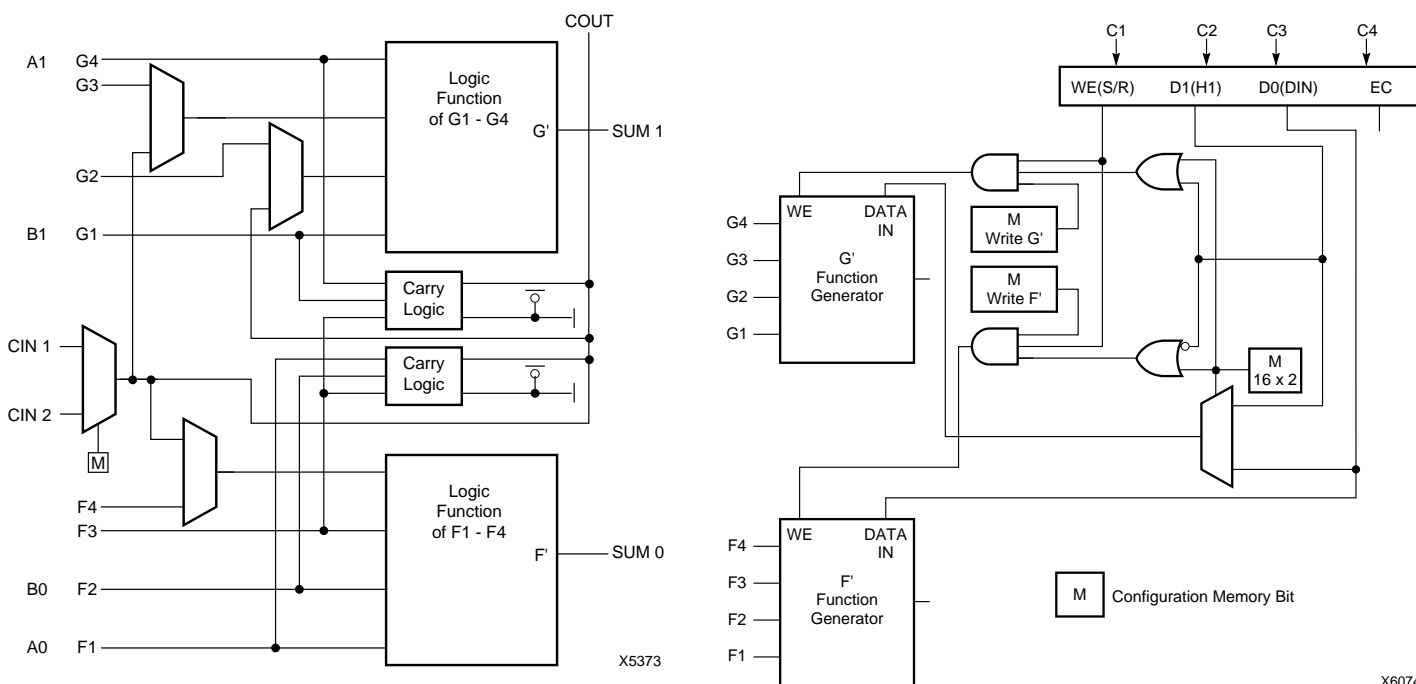 COUT
A1 G4
G3
Logic
Function
of G1 - G4
G'
SUM 1
G2
B1 G1
Carry
Logic
CIN 1
Carry
Logic
CIN 2
M
F4
F3
Logic
Function
of F1 - F4
F'
SUM 0
B0 F2
A0 F1
X5373
C1 C2 C3 C4
WE(S/R) D1(H1) D0(DIN) EC
WE DATA
IN
G4
G3
G2
G1
G'
Function
Generator
M
Write G'
M
Write F'
M
16 x 2
WE DATA
IN
F4
F3
F2
F1
F'
Function
Generator
M Configuration Memory Bit
X6074